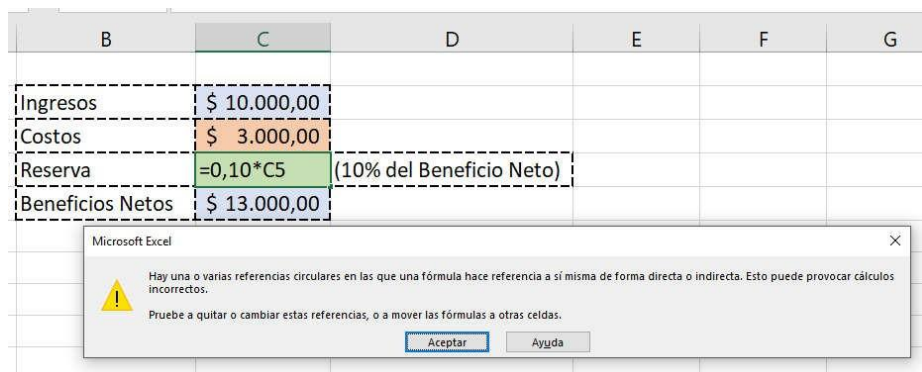 B C D E F G
Ingresos $ 10.000,00
Costos $ 3.000,00
Reserva =0,10*C5 (10% del Beneficio Neto)
Beneficios Netos $ 13.000,00
Microsoft Excel
Hay una o varias referencias circulares en las que una fórmula hace referencia a sí misma de forma directa o indirecta. Esto puede provocar cálculos
incorrectos.
Pruebe a quitar o cambiar estas referencias, o a mover las fórmulas a otras celdas.
Aceptar Ayuda